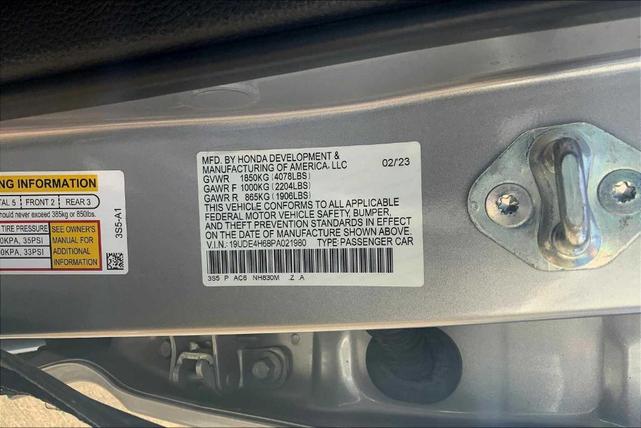 MFD. BY HONDA DEVELOPMENT & 02/23
MANUFACTURING OF AMERICA, LLC
GVWR 1850KG (4078LBS)
GAWR F 1000KG (2204LBS)
GAWR R 865KG (1906LBS)
THIS VEHICLE CONFORMS TO ALL APPLICABLE
FEDERAL MOTOR VEHICLE SAFETY, BUMPER,
AND THEFT PREVENTION STANDARDS IN EFFECT
ON THE DATE OF MANUFACTURE SHOWN ABOVE.
V.I.N.: 19UDE4H68PA021980 TYPE:PASSENGER CAR
3S5 P AC6 NH830M Z A
NG INFORMATION
TAL 5 FRONT 2 REAR 3
hould never exceed 385kg or 850lbs.
TIRE PRESSURE
0KPA, 35PSI
0KPA, 33PSI
SEE OWNER'S
MANUAL FOR
ADDITIONAL
INFORMATION
3S5-A1